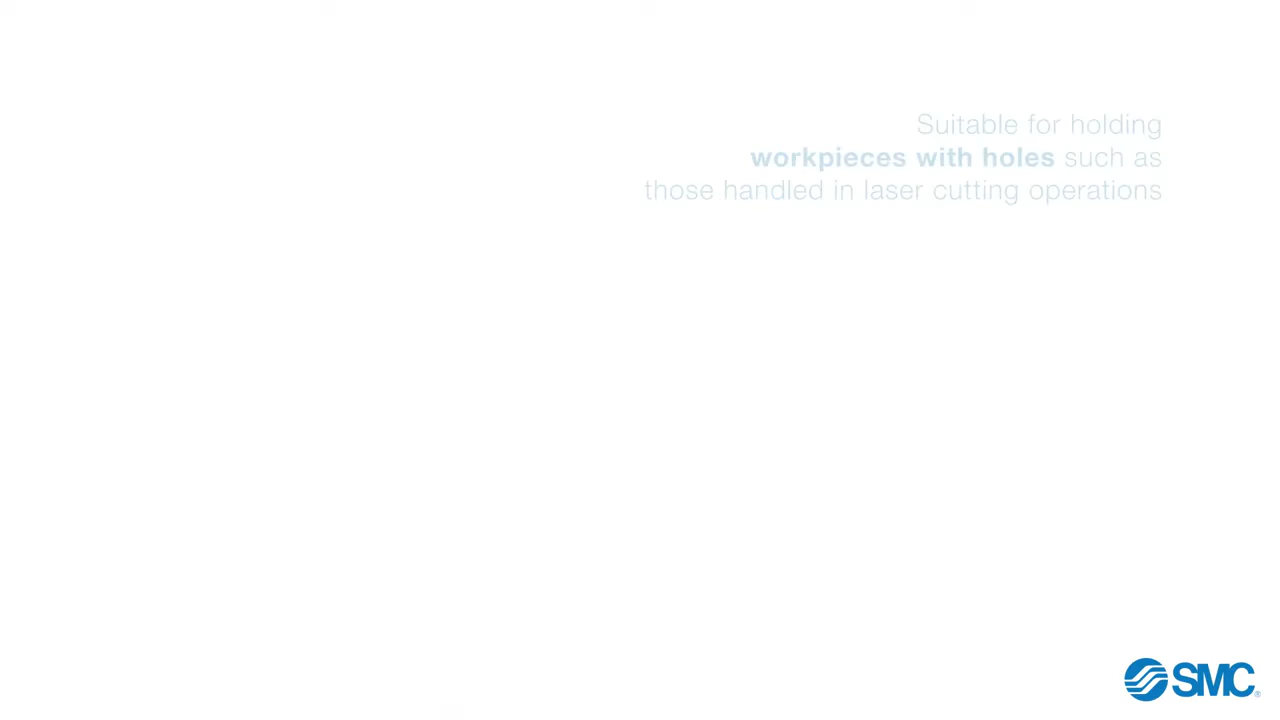 Suitable for holding
workpieces with holes such as
those handled in laser cutting operations
SMC®